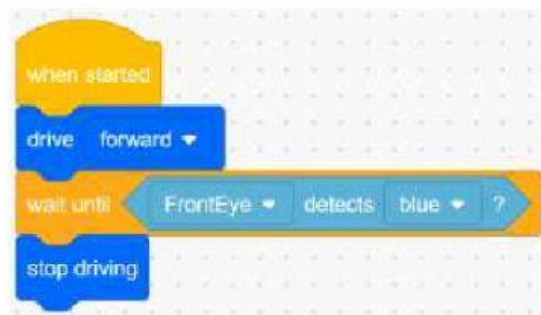 when started
drive forward
wait until FrontEye detects blue ?
stop driving